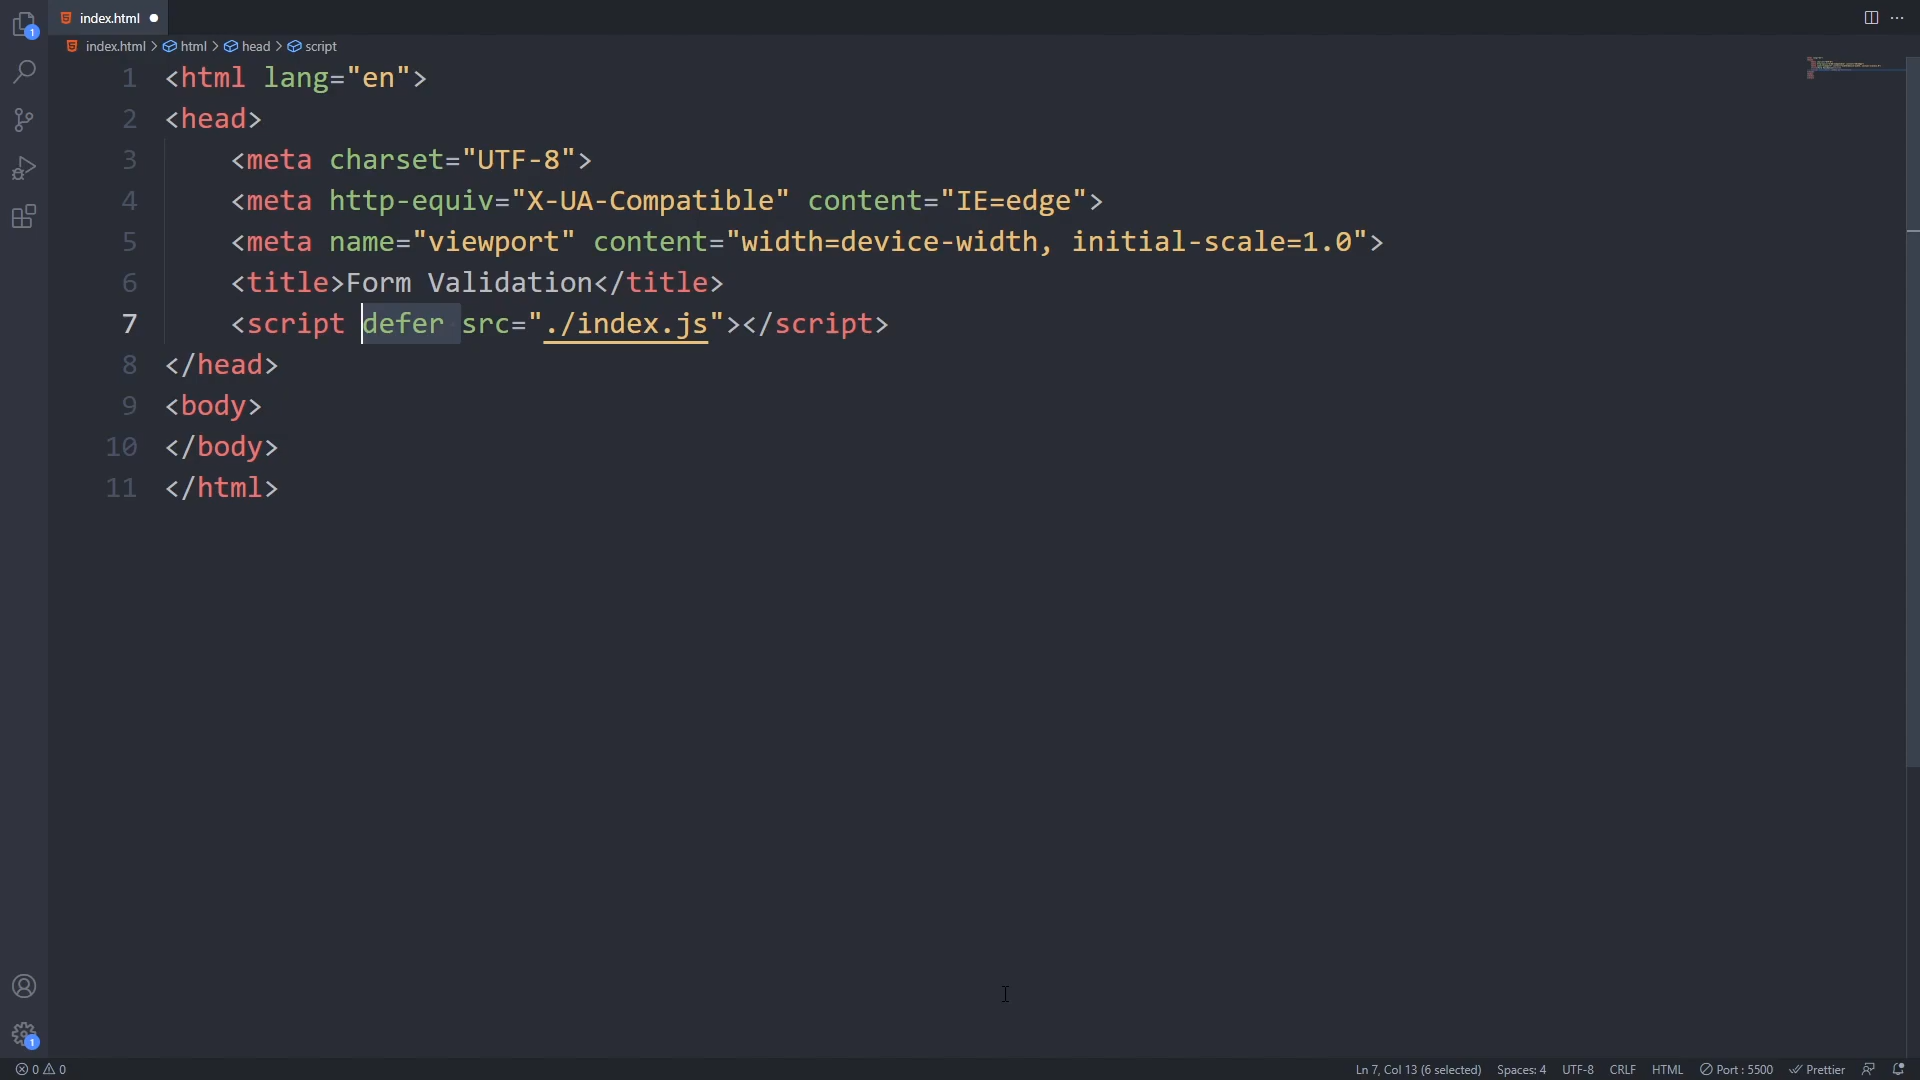 index.html
index.html > html > head > script
1 <html lang="en">
2 <head>
3     <meta charset="UTF-8">
4     <meta http-equiv="X-UA-Compatible" content="IE=edge">
5     <meta name="viewport" content="width=device-width, initial-scale=1.0">
6     <title>Form Validation</title>
7     <script defer src="./index.js"></script>
8 </head>
9 <body>
10 </body>
11 </html>
1
1
0 0
Ln 7, Col 13 (6 selected) Spaces: 4 UTF-8 CRLF HTML Port : 5500 Prettier